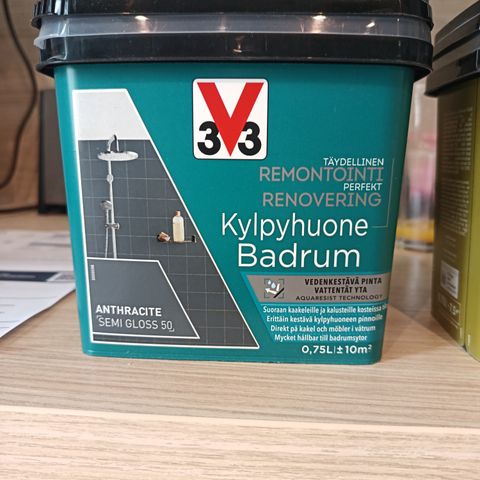 V
33
TÄYDELLINEN
REMONTOINTI
PERFEKT
RENOVERING
Kylpyhuone
Badrum
VEDENKESTÄVÄ PINTA
VATTENTÄT YTA
AQUARESIST TECHNOLOGY
Suoraan kaakeleille ja kalusteille kosteissa
Erittäin kestävä kylpyhuoneen pinnoille
Direkt på kakel och möbler i våtrum
Mycket hållbar till badrumsytor
0,75L ± 10m²
ANTHRACITE
SEMI GLOSS 50